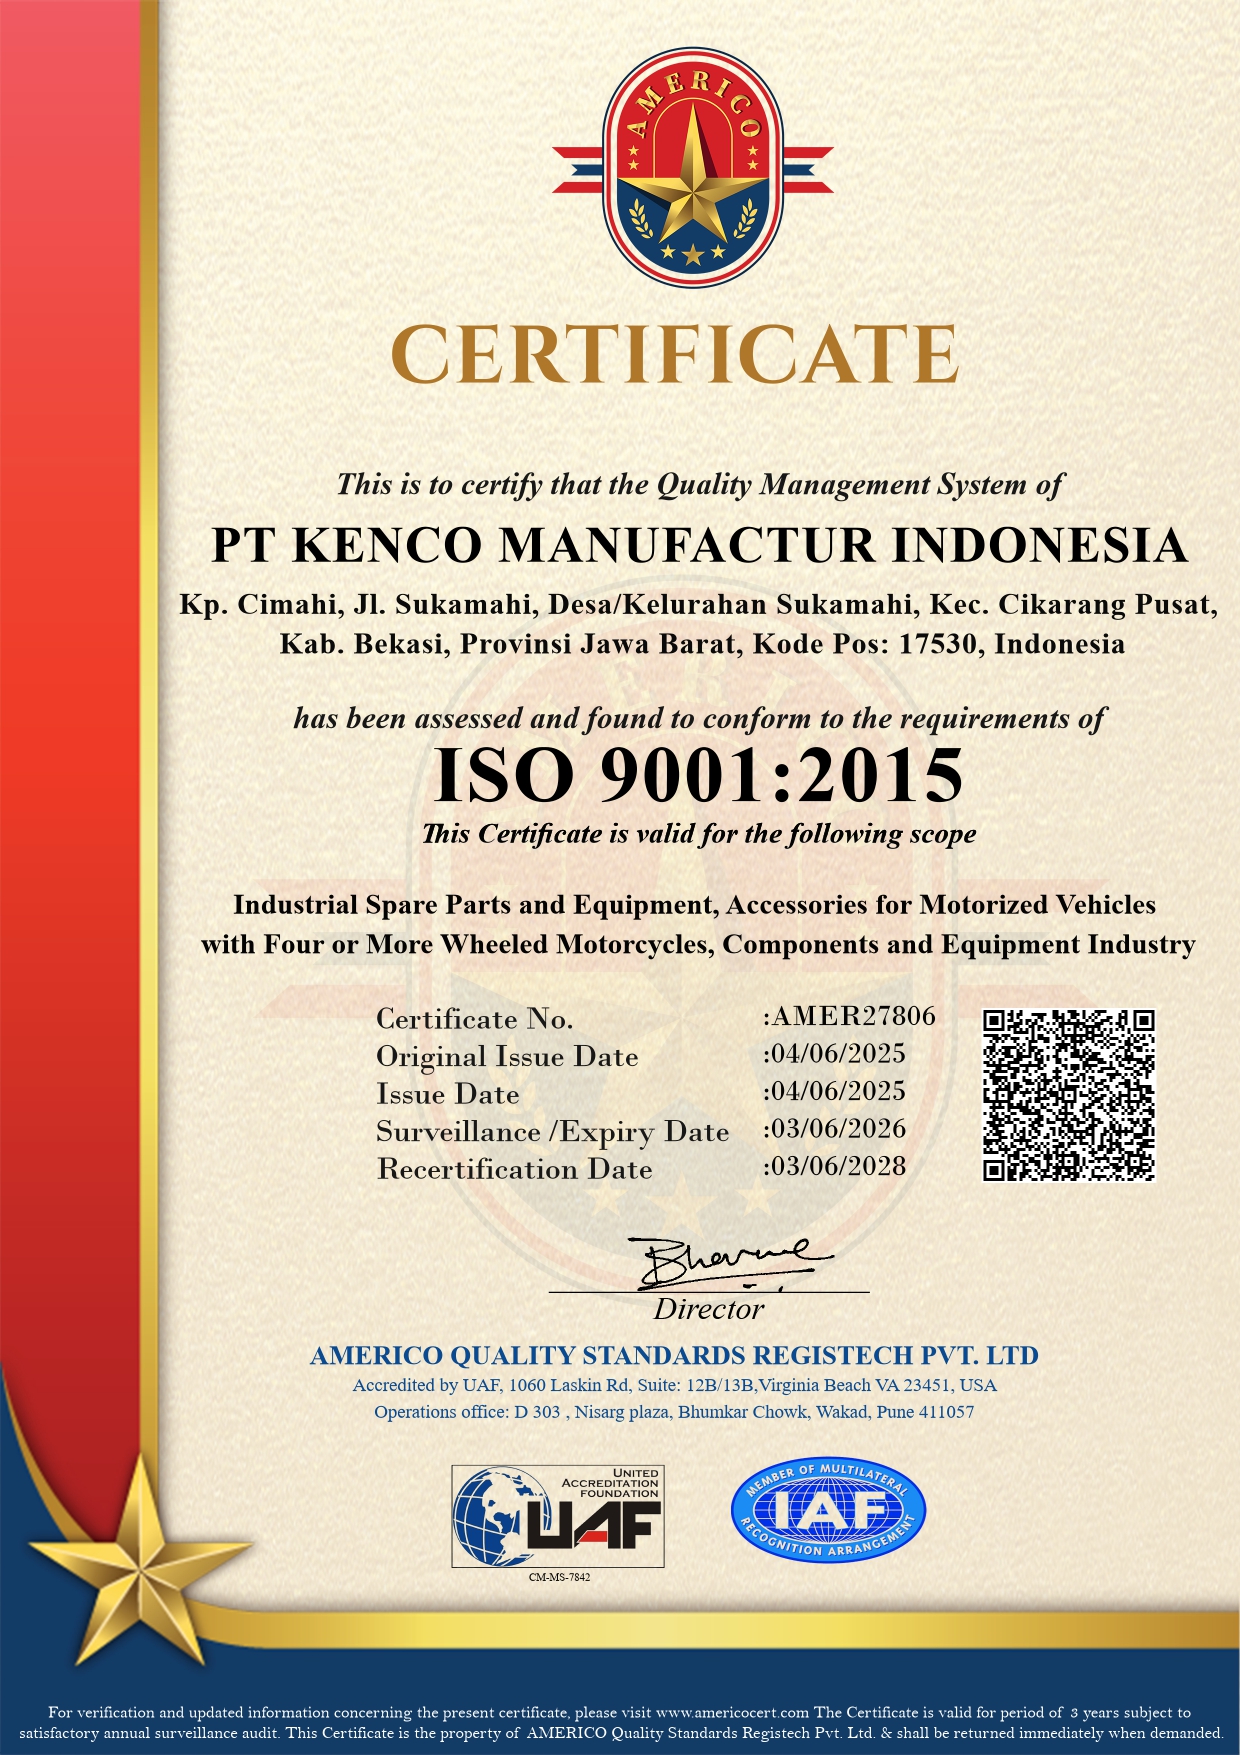 AMERICO
CERTIFICATE
This is to certify that the Quality Management System of
PT KENCO MANUFACTUR INDONESIA
Kp. Cimahi, Jl. Sukamahi, Desa/Kelurahan Sukamahi, Kec. Cikarang Pusat,
Kab. Bekasi, Provinsi Jawa Barat, Kode Pos: 17530, Indonesia
has been assessed and found to conform to the requirements of
ISO 9001:2015
This Certificate is valid for the following scope
Industrial Spare Parts and Equipment, Accessories for Motorized Vehicles
with Four or More Wheeled Motorcycles, Components and Equipment Industry
Certificate No. :AMER27806
Original Issue Date :04/06/2025
Issue Date :04/06/2025
Surveillance /Expiry Date :03/06/2026
Recertification Date :03/06/2028
Director
AMERICO QUALITY STANDARDS REGISTECH PVT. LTD
Accredited by UAF, 1060 Laskin Rd, Suite: 12B/13B,Virginia Beach VA 23451, USA
Operations office: D 303 , Nisarg plaza, Bhumkar Chowk, Wakad, Pune 411057
UNITED
ACCREDITATION
FOUNDATION
UAF
CM-MS-7842
MEMBER OF MULTILATERAL
IAF
RECOGNITION ARRANGEMENT
For verification and updated information concerning the present certificate, please visit www.americocert.com The Certificate is valid for period of 3 years subject to
satisfactory annual surveillance audit. This Certificate is the property of AMERICO Quality Standards Registech Pvt. Ltd. & shall be returned immediately when demanded.